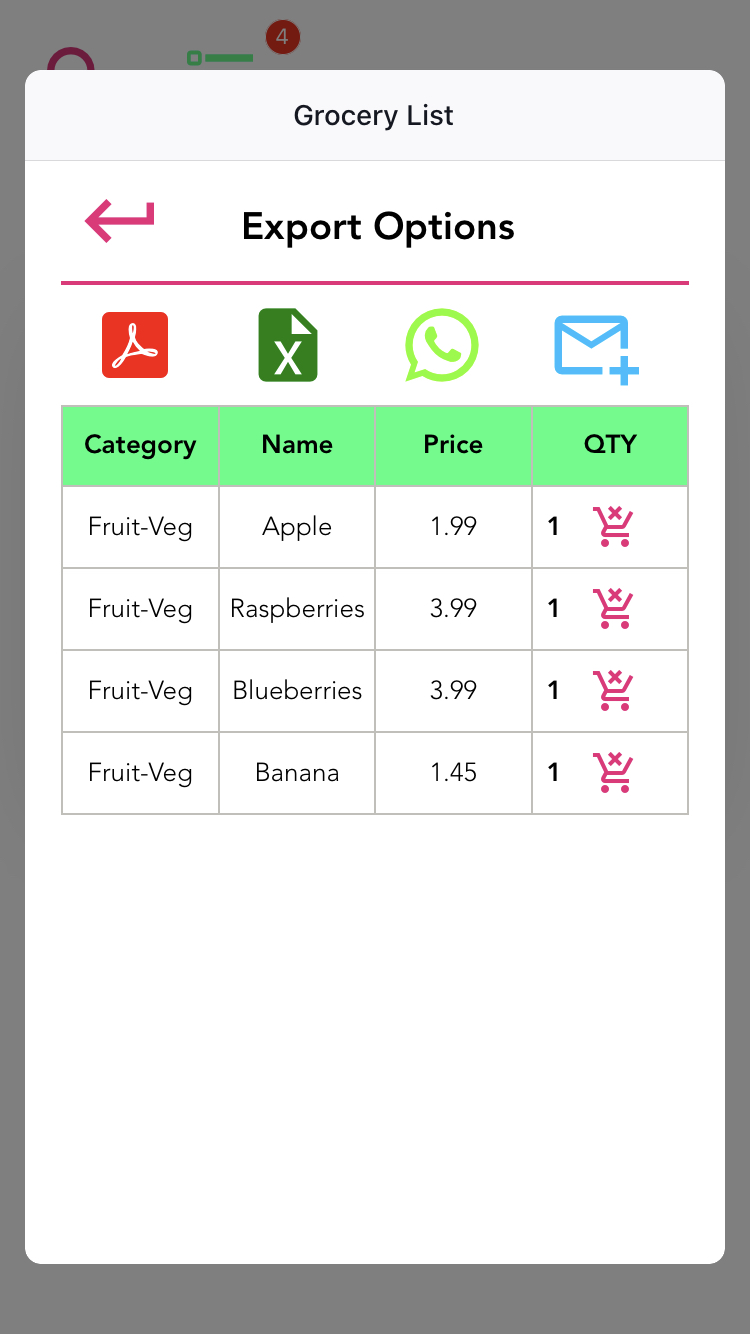 4
Grocery List
Export Options
X
Category Name Price QTY
Fruit-Veg Apple 1.99 1
Fruit-Veg Raspberries 3.99 1
Fruit-Veg Blueberries 3.99 1
Fruit-Veg Banana 1.45 1